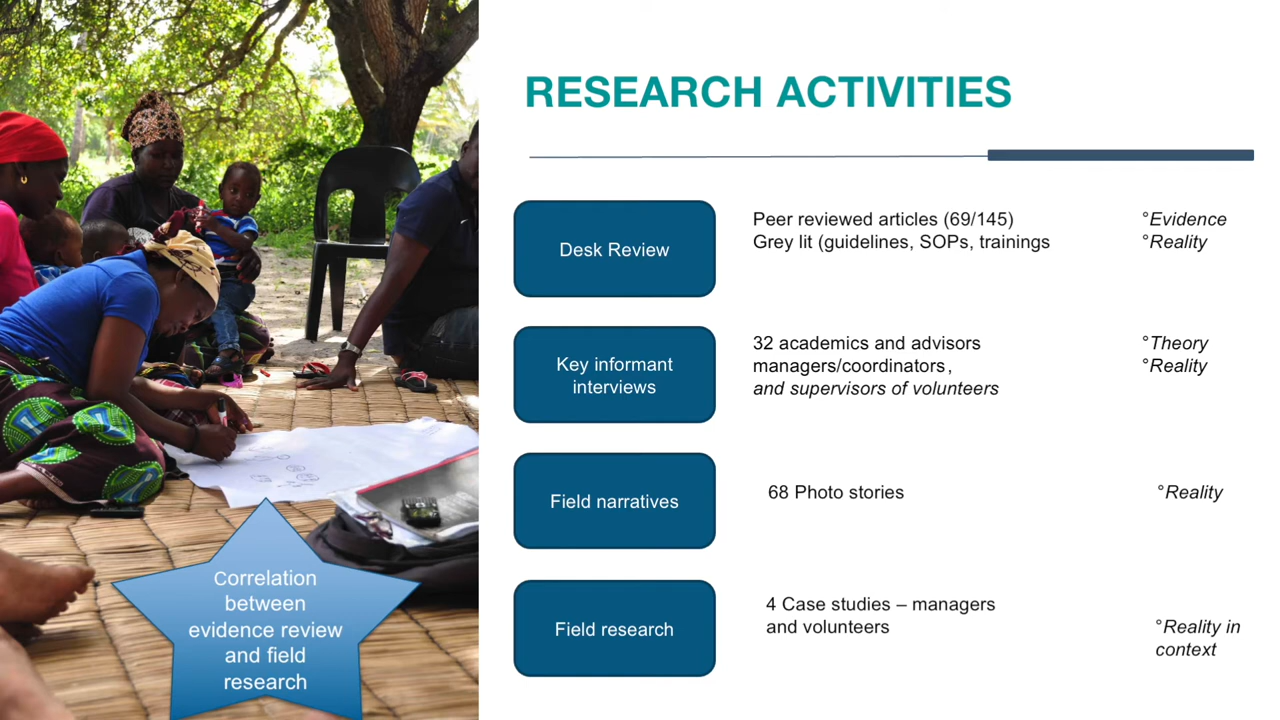 RESEARCH ACTIVITIES
Desk Review
Peer reviewed articles (69/145)
Grey lit (guidelines, SOPs, trainings
°Evidence
°Reality
Key informant
interviews
32 academics and advisors
managers/coordinators,
and supervisors of volunteers
°Theory
°Reality
Field narratives
68 Photo stories
°Reality
Field research
4 Case studies – managers
and volunteers
°Reality in
context
Correlation
between
evidence review
and field
research